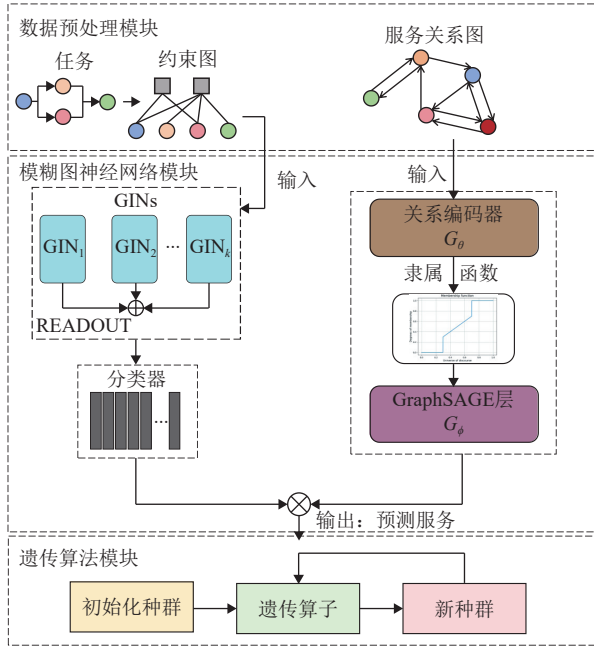 数据预处理模块
服务关系图
任务
约束图
模糊图神经网络模块
输入
输入
GINs
GIN1
GIN2
...
GINk
READOUT
分类器
...
关系编码器
Gθ
隶属 函数
Membership function
GraphSAGE层
Gϕ
输出：预测服务
遗传算法模块
初始化种群
遗传算子
新种群